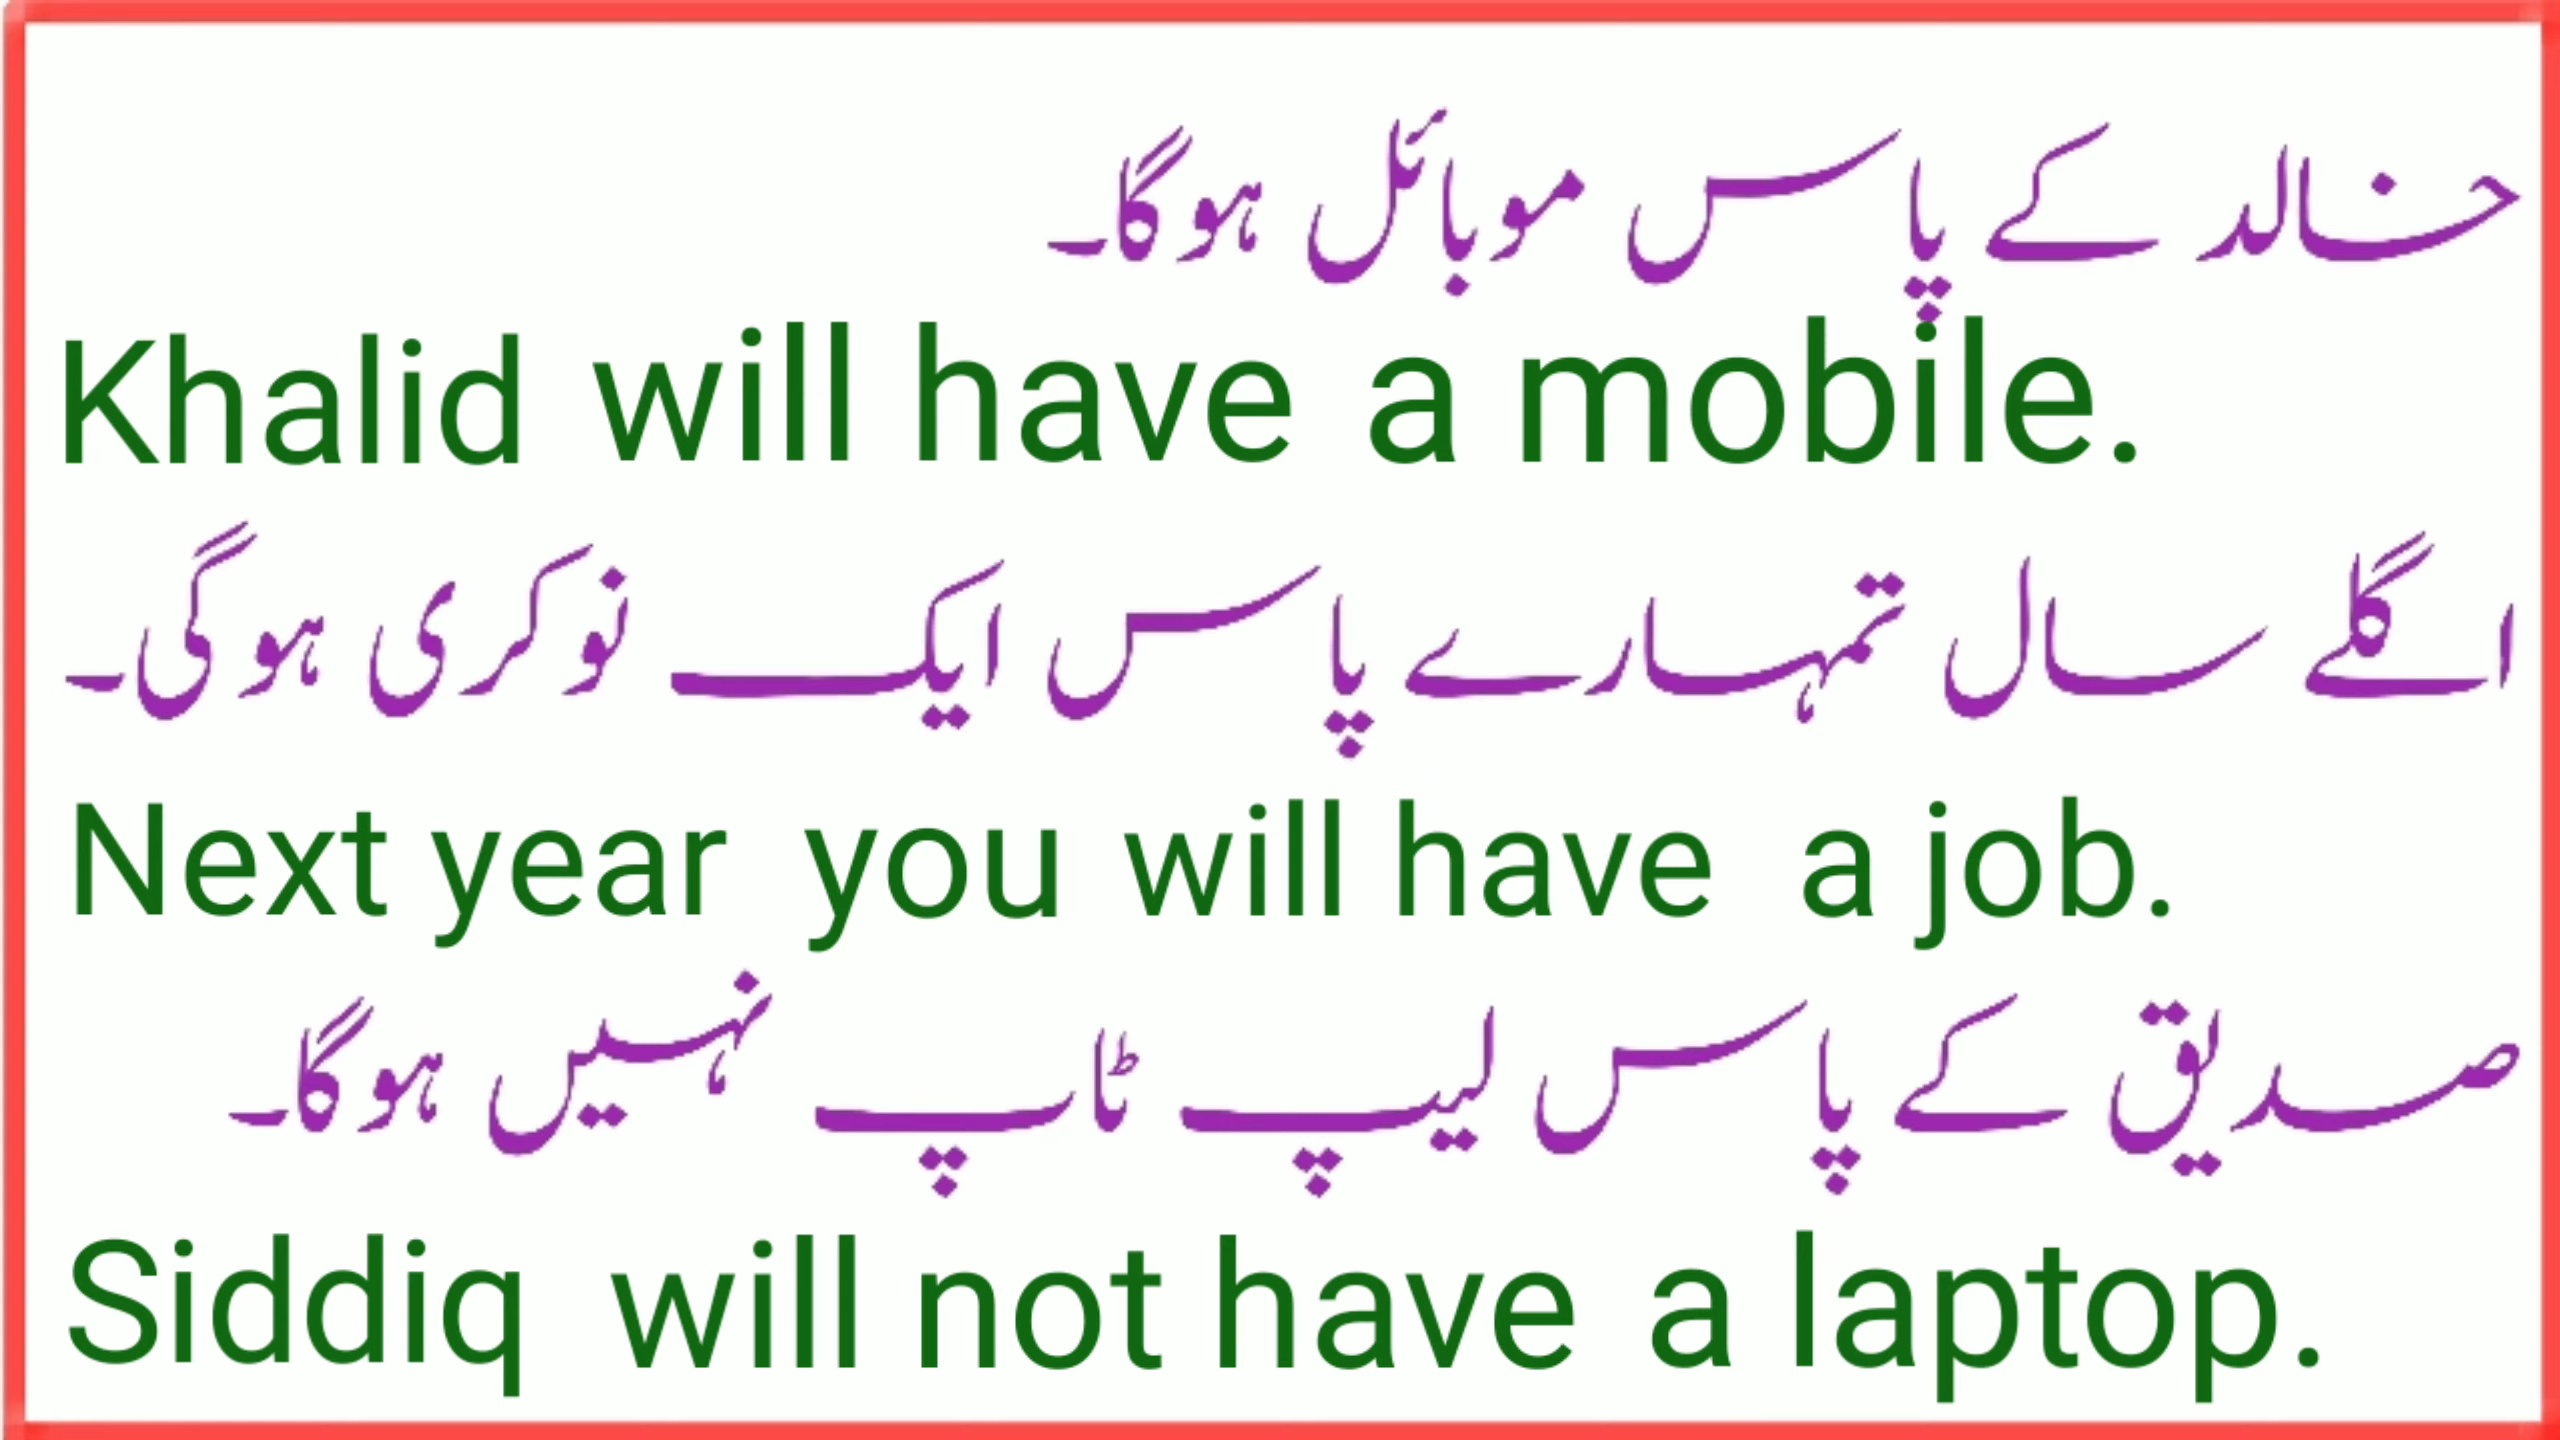 خالد کے پاس موبائل ہوگا۔
Khalid will have a mobile.
اگلے سال تمہارے پاس ایک نوکری ہوگی۔
Next year you will have a job.
صدیق کے پاس لیپ ٹاپ نہیں ہوگا۔
Siddiq will not have a laptop.